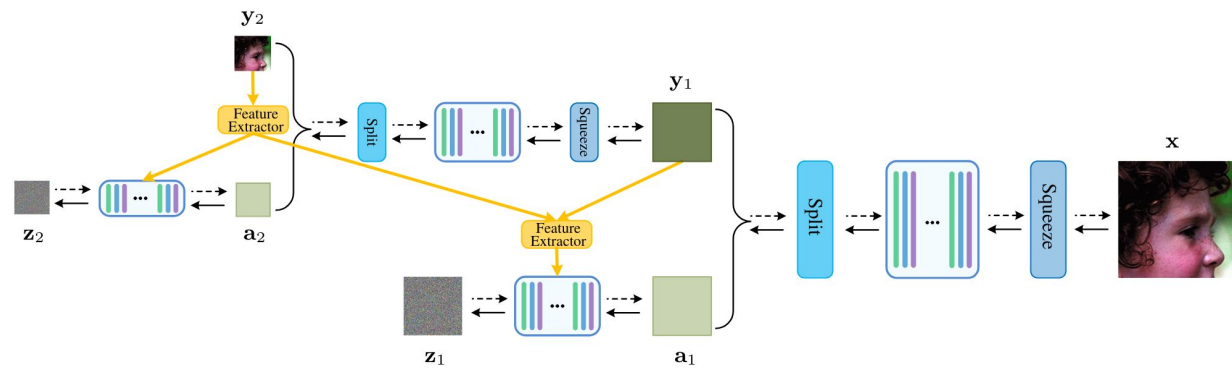 y₂
Feature
Extractor
Split
...
Squeeze
y₁
x
z₂
...
a₂
Feature
Extractor
Split
...
Squeeze
z₁
...
a₁